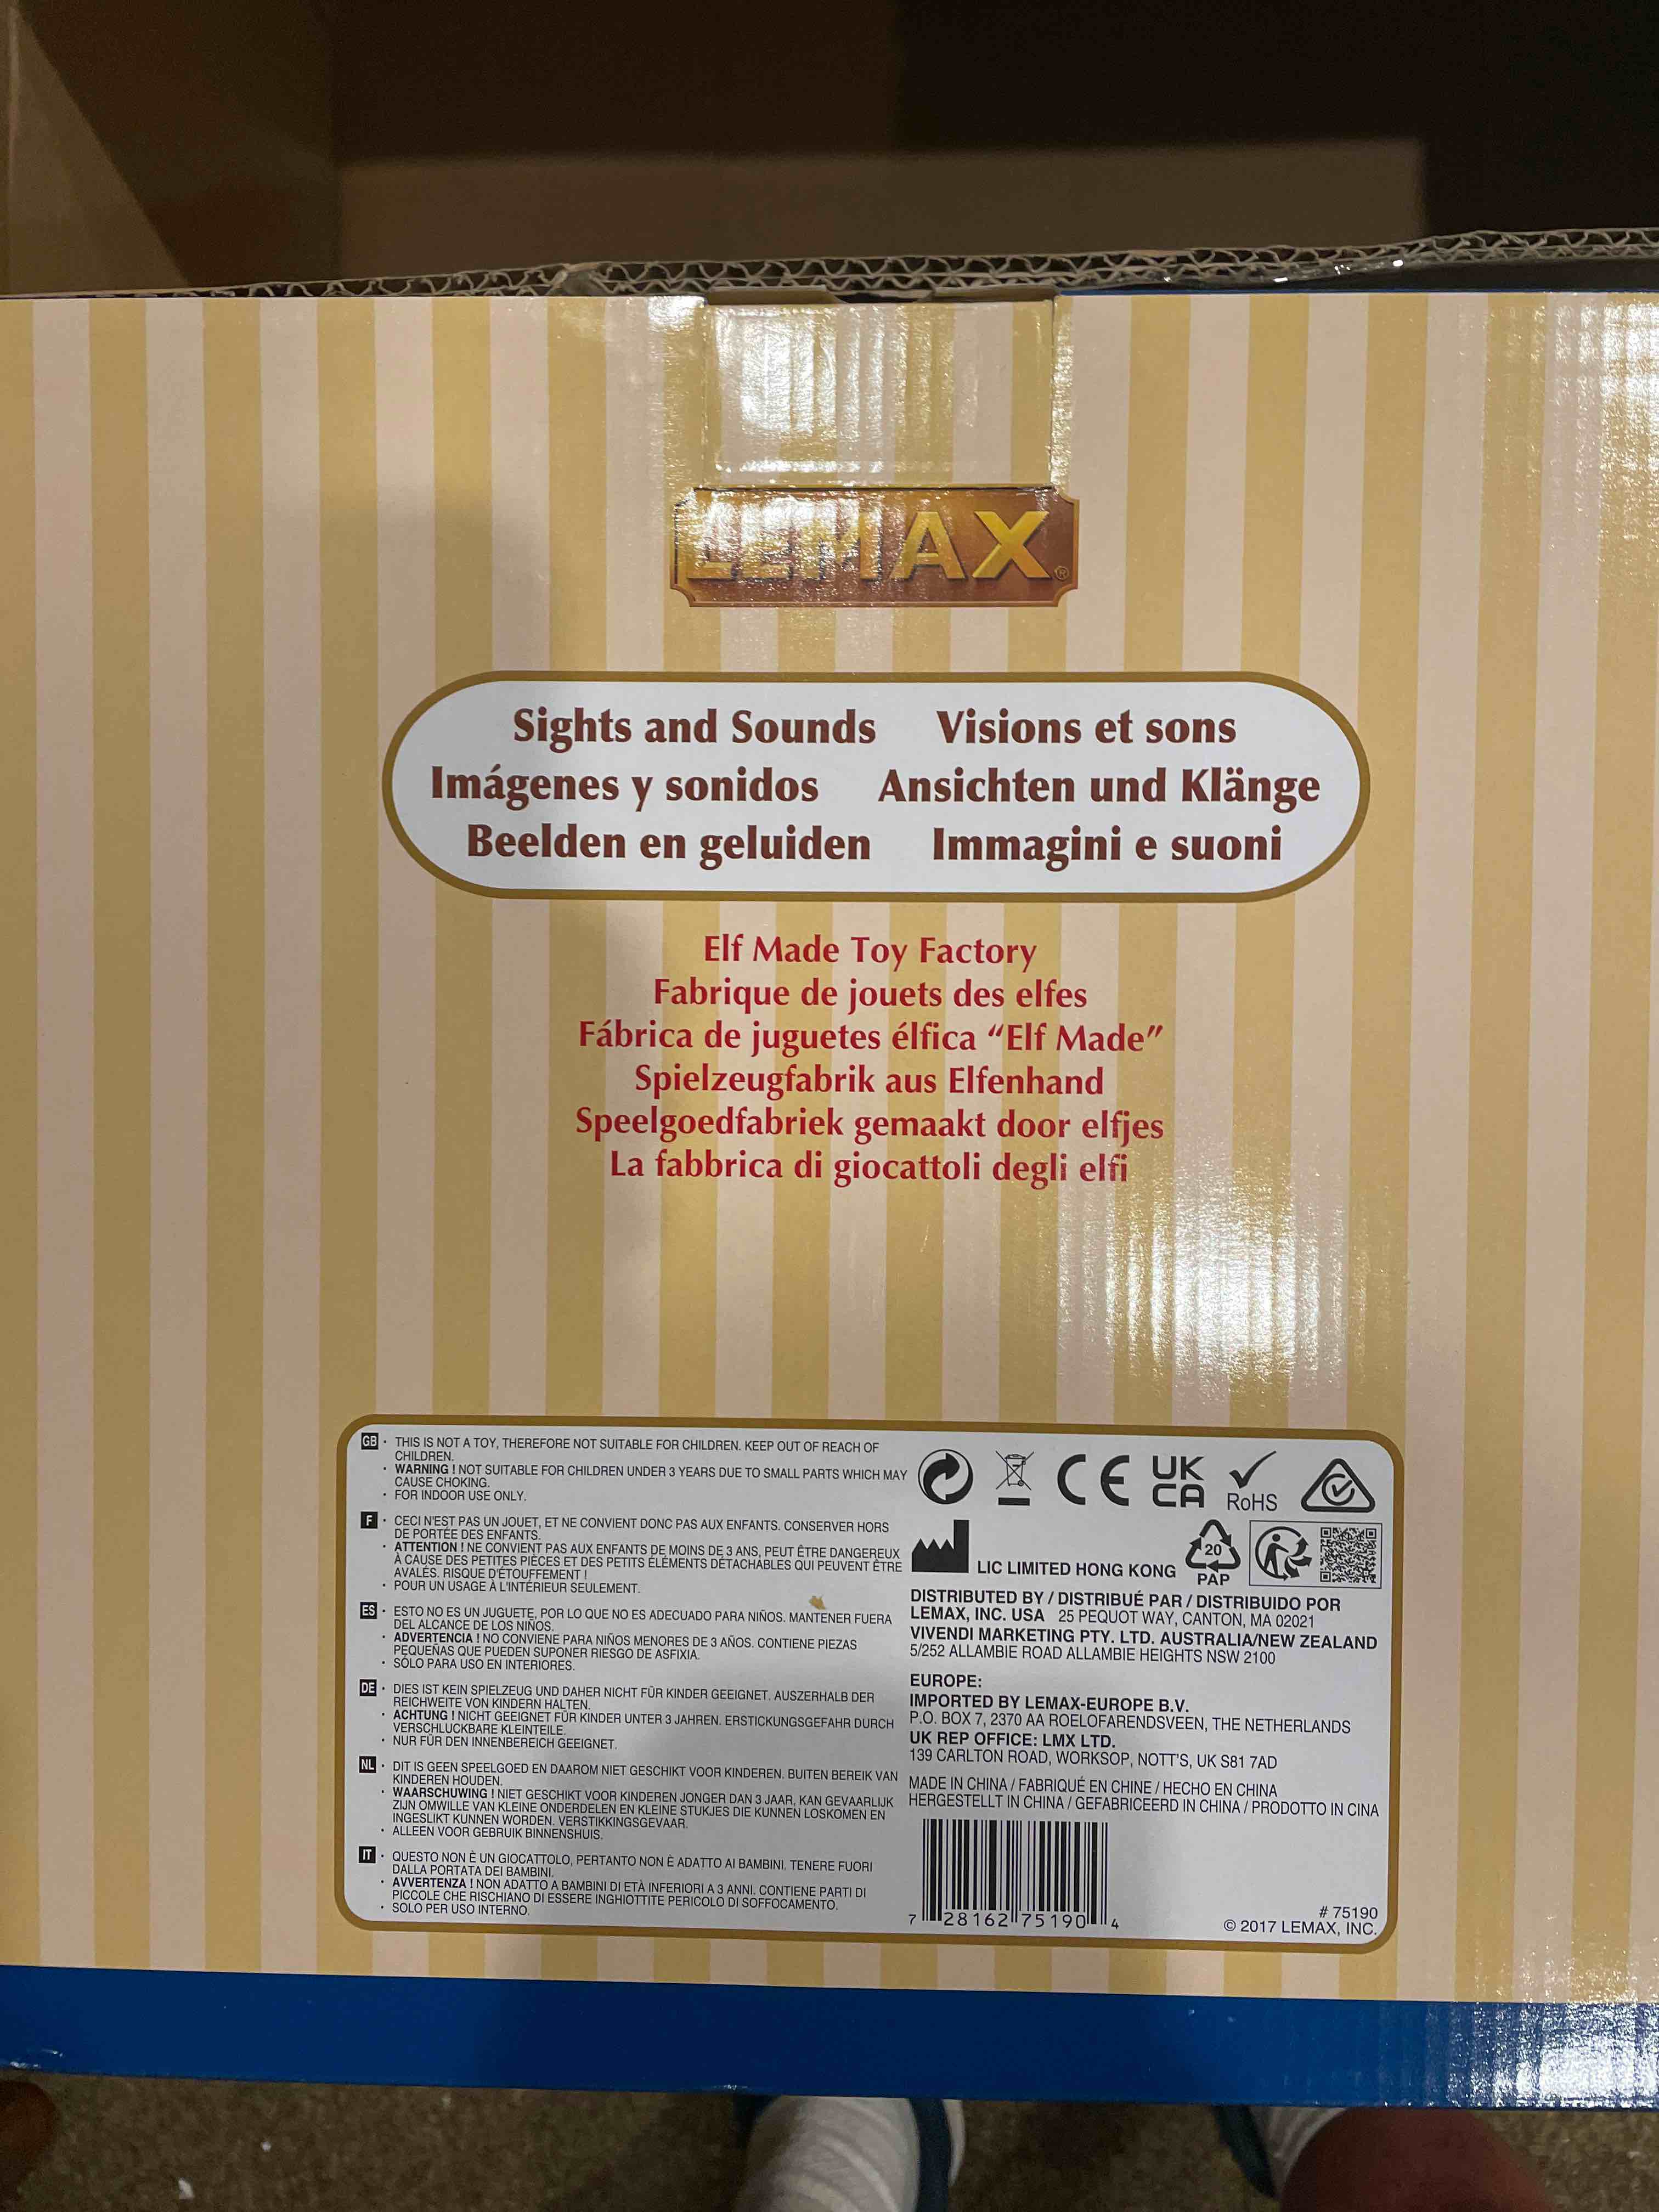 LEMAX®
Sights and Sounds Visions et sons
Imágenes y sonidos Ansichten und Klänge
Beelden en geluiden Immagini e suoni
Elf Made Toy Factory
Fabrique de jouets des elfes
Fábrica de juguetes élfica “Elf Made”
Spielzeugfabrik aus Elfenhand
Speelgoedfabriek gemaakt door elfjes
La fabbrica di giocattoli degli elfi
GB • THIS IS NOT A TOY, THEREFORE NOT SUITABLE FOR CHILDREN. KEEP OUT OF REACH OF
CHILDREN.
• WARNING ! NOT SUITABLE FOR CHILDREN UNDER 3 YEARS DUE TO SMALL PARTS WHICH MAY
CAUSE CHOKING.
• FOR INDOOR USE ONLY.
F • CECI N'EST PAS UN JOUET, ET NE CONVIENT DONC PAS AUX ENFANTS. CONSERVER HORS
DE PORTÉE DES ENFANTS.
• ATTENTION ! NE CONVIENT PAS AUX ENFANTS DE MOINS DE 3 ANS, PEUT ÊTRE DANGEREUX
À CAUSE DES PETITES PIÈCES ET DES PETITS ÉLÉMENTS DÉTACHABLES QUI PEUVENT ÊTRE
AVALÉS. RISQUE D'ÉTOUFFEMENT !
• POUR UN USAGE À L'INTÉRIEUR SEULEMENT.
ES • ESTO NO ES UN JUGUETE, POR LO QUE NO ES ADECUADO PARA NIÑOS. MANTENER FUERA
DEL ALCANCE DE LOS NIÑOS.
• ADVERTENCIA ! NO CONVIENE PARA NIÑOS MENORES DE 3 AÑOS. CONTIENE PIEZAS
PEQUEÑAS QUE PUEDEN SUPONER RIESGO DE ASFIXIA.
• SÓLO PARA USO EN INTERIORES.
DE • DIES IST KEIN SPIELZEUG UND DAHER NICHT FÜR KINDER GEEIGNET. AUSZERHALB DER
REICHWEITE VON KINDERN HALTEN.
• ACHTUNG ! NICHT GEEIGNET FÜR KINDER UNTER 3 JAHREN. ERSTICKUNGSGEFAHR DURCH
VERSCHLUCKBARE KLEINTEILE.
• NUR FÜR DEN INNENBEREICH GEEIGNET.
NL • DIT IS GEEN SPEELGOED EN DAAROM NIET GESCHIKT VOOR KINDEREN. BUITEN BEREIK VAN
KINDEREN HOUDEN.
• WAARSCHUWING ! NIET GESCHIKT VOOR KINDEREN JONGER DAN 3 JAAR, KAN GEVAARLIJK
ZIJN OMWILLE VAN KLEINE ONDERDELEN EN KLEINE STUKJES DIE KUNNEN LOSKOMEN EN
INGESLIKT KUNNEN WORDEN. VERSTIKKINGSGEVAAR.
• ALLEEN VOOR GEBRUIK BINNENSHUIS.
IT • QUESTO NON È UN GIOCATTOLO, PERTANTO NON È ADATTO AI BAMBINI. TENERE FUORI
DALLA PORTATA DEI BAMBINI.
• AVVERTENZA ! NON ADATTO A BAMBINI DI ETÀ INFERIORI A 3 ANNI. CONTIENE PARTI DI
PICCOLE CHE RISCHIANO DI ESSERE INGHIOTTITE PERICOLO DI SOFFOCAMENTO.
• SOLO PER USO INTERNO.
CE UK
CA RoHS
LIC LIMITED HONG KONG
20
PAP
DISTRIBUTED BY / DISTRIBUÉ PAR / DISTRIBUIDO POR
LEMAX, INC. USA 25 PEQUOT WAY, CANTON, MA 02021
VIVENDI MARKETING PTY. LTD. AUSTRALIA/NEW ZEALAND
5/252 ALLAMBIE ROAD ALLAMBIE HEIGHTS NSW 2100
EUROPE:
IMPORTED BY LEMAX-EUROPE B.V.
P.O. BOX 7, 2370 AA ROELOFARENDSVEEN, THE NETHERLANDS
UK REP OFFICE: LMX LTD.
139 CARLTON ROAD, WORKSOP, NOTT'S, UK S81 7AD
MADE IN CHINA / FABRIQUÉ EN CHINE / HECHO EN CHINA
HERGESTELLT IN CHINA / GEFABRICEERD IN CHINA / PRODOTTO IN CINA
7 28162 75190 4
# 75190
© 2017 LEMAX, INC.